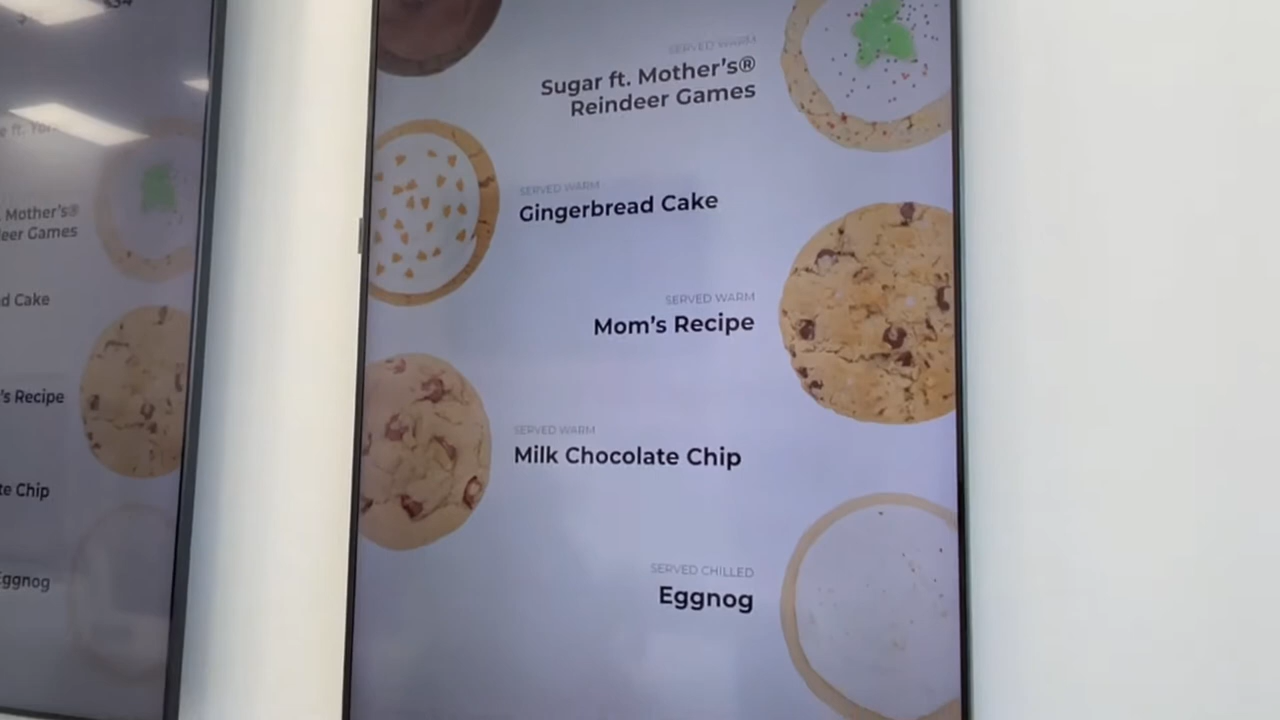 Mother's®
eer Games
d Cake
's Recipe
te Chip
Eggnog
SERVED WARM
Sugar ft. Mother's®
Reindeer Games
SERVED WARM
Gingerbread Cake
SERVED WARM
Mom's Recipe
SERVED WARM
Milk Chocolate Chip
SERVED CHILLED
Eggnog